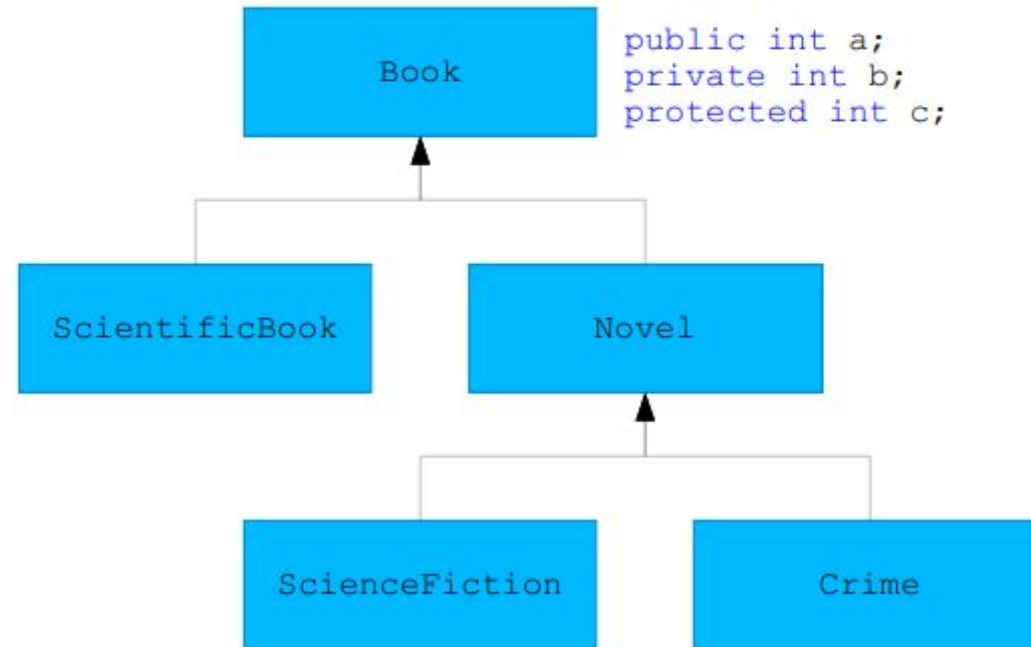 Book
public int a;
private int b;
protected int c;
ScientificBook
Novel
ScienceFiction
Crime